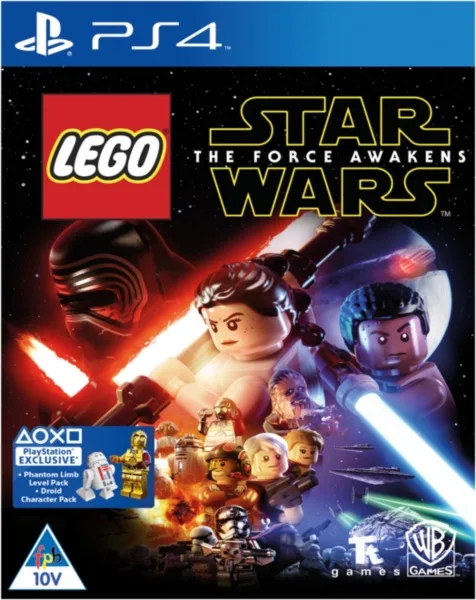 PS4
LEGO
STAR
THE FORCE AWAKENS
WARS
TM
PlayStation
EXCLUSIVE*
• Phantom Limb
Level Pack
• Droid
Character Pack
fpb
10V
Tt
games
WB
GAMES